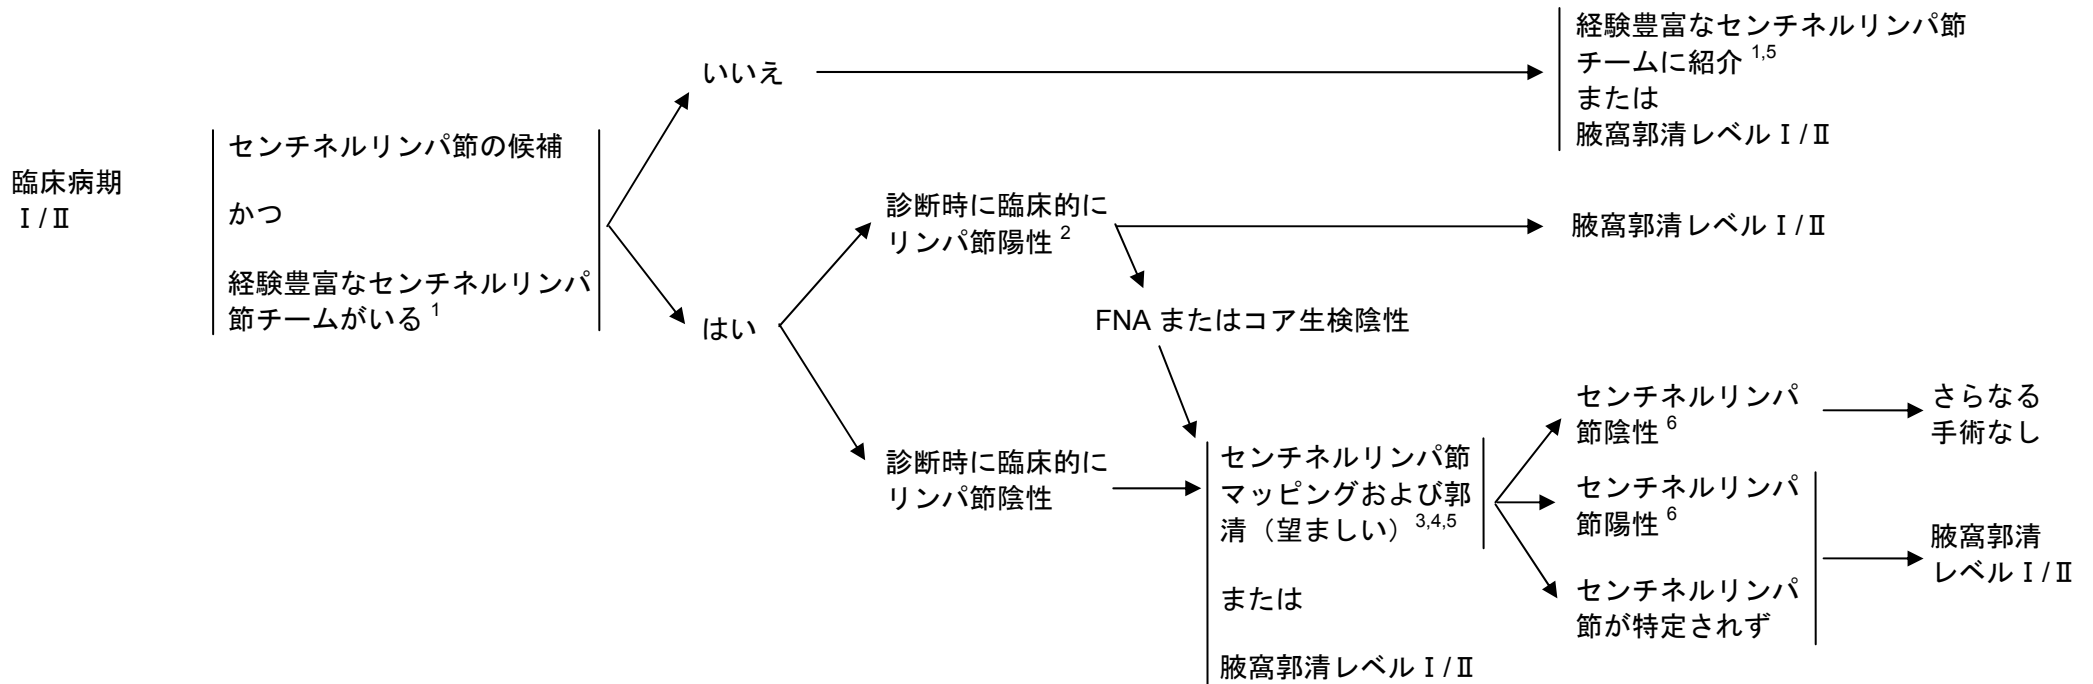 臨床病期
Ⅰ/Ⅱ
センチネルリンパ節の候補
かつ
経験豊富なセンチネルリンパ
節チームがいる 1
いいえ
経験豊富なセンチネルリンパ節
チームに紹介 1,5
または
腋窩郭清レベルⅠ/Ⅱ
はい
診断時に臨床的に
リンパ節陽性 2
腋窩郭清レベルⅠ/Ⅱ
FNA またはコア生検陰性
診断時に臨床的に
リンパ節陰性
センチネルリンパ節
マッピングおよび郭
清（望ましい）3,4,5
または
腋窩郭清レベルⅠ/Ⅱ
センチネルリンパ
節陰性 6
さらなる
手術なし
センチネルリンパ
節陽性 6
センチネルリンパ
節が特定されず
腋窩郭清
レベルⅠ/Ⅱ